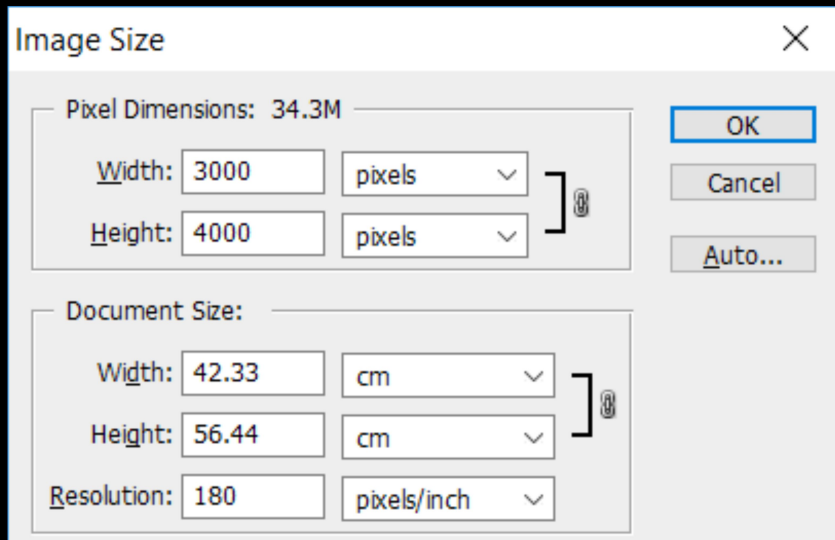 Image Size
Pixel Dimensions: 34.3M
Width: 3000 pixels
Height: 4000 pixels
OK
Cancel
Auto...
Document Size:
Width: 42.33 cm
Height: 56.44 cm
Resolution: 180 pixels/inch